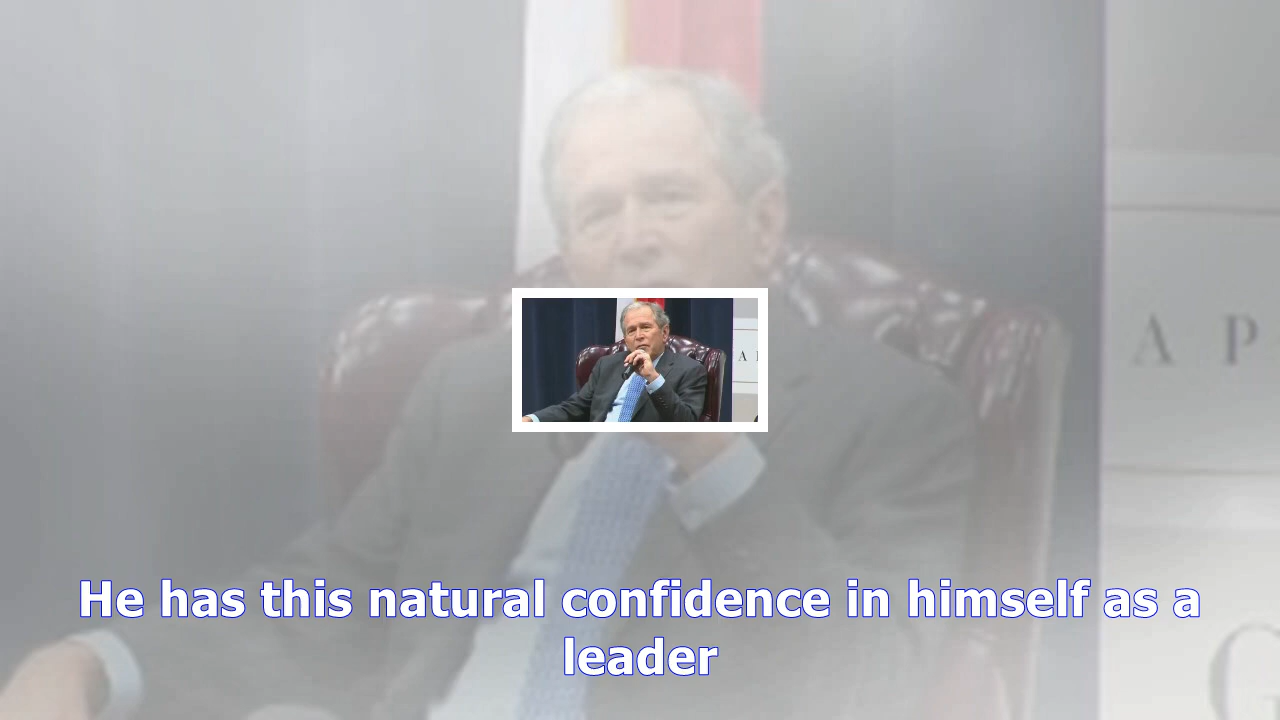 A P
A
G
He has this natural confidence in himself as a
leader